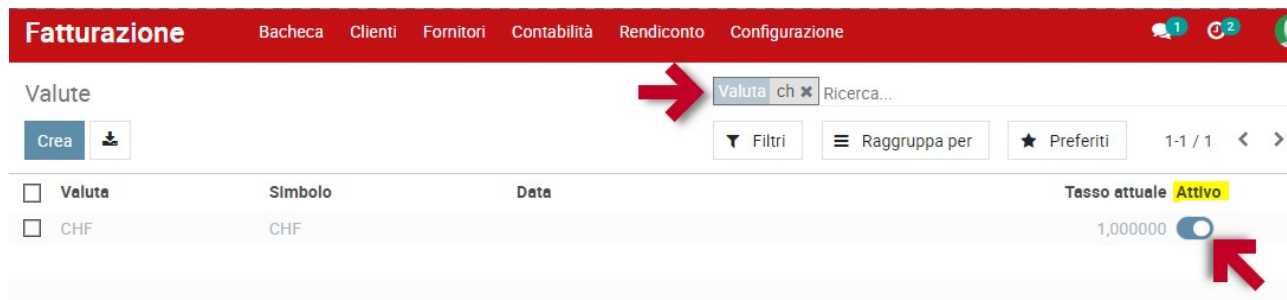 Fatturazione Bacheca Clienti Fornitori Contabilità Rendiconto Configurazione 1 2
Valute Valuta ch ✖ Ricerca...
Crea Filtri Raggruppa per Preferiti 1-1 / 1
Valuta Simbolo Data Tasso attuale Attivo
CHF CHF 1,000000